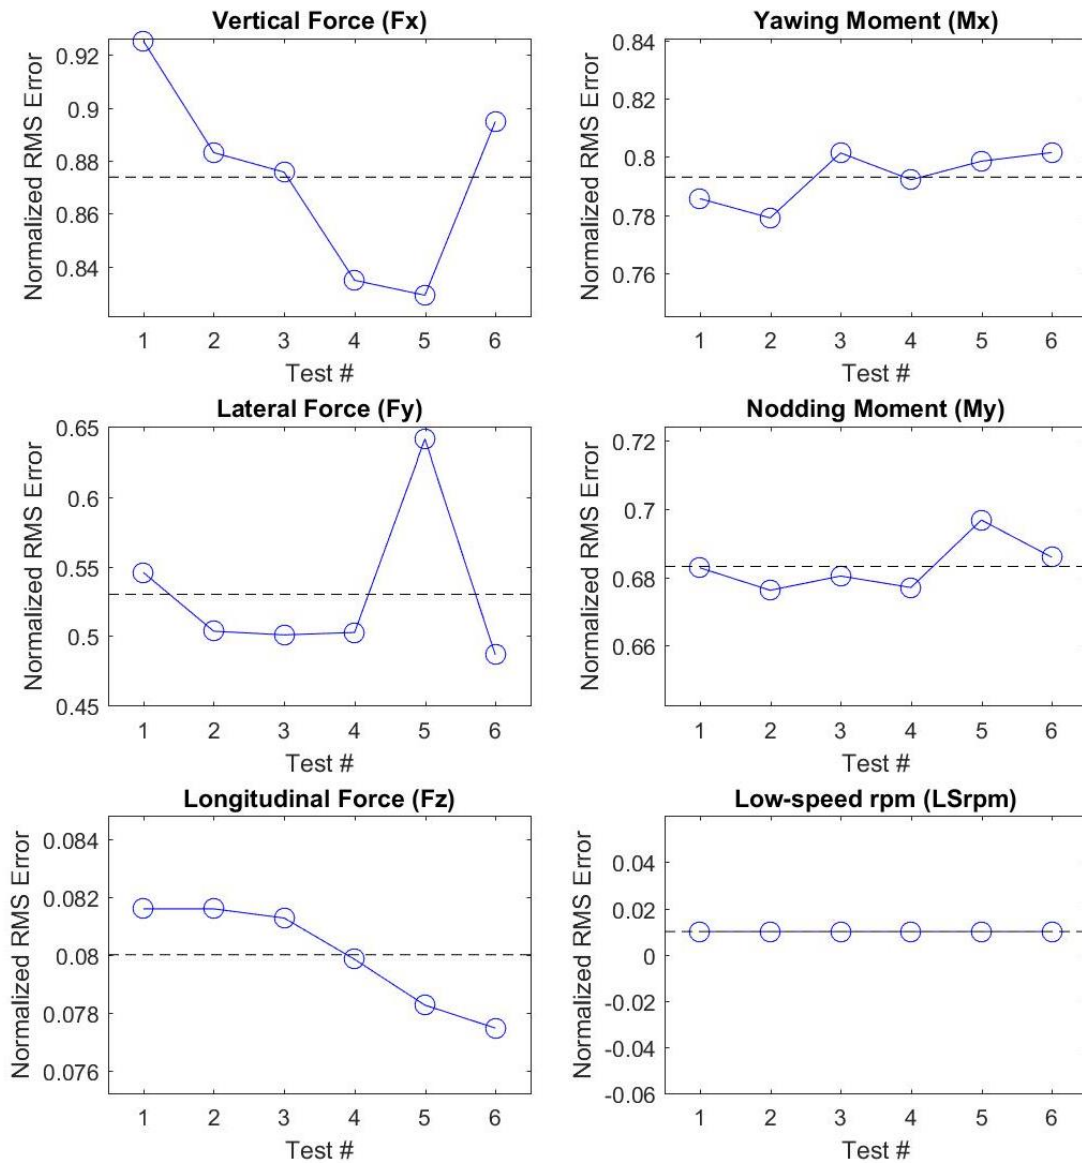 Vertical Force (Fx)
Normalized RMS Error
0.92
0.9
0.88
0.86
0.84
1 2 3 4 5 6
Test #
Yawing Moment (Mx)
Normalized RMS Error
0.84
0.82
0.8
0.78
0.76
1 2 3 4 5 6
Test #
Lateral Force (Fy)
Normalized RMS Error
0.65
0.6
0.55
0.5
0.45
1 2 3 4 5 6
Test #
Nodding Moment (My)
Normalized RMS Error
0.72
0.7
0.68
0.66
1 2 3 4 5 6
Test #
Longitudinal Force (Fz)
Normalized RMS Error
0.084
0.082
0.08
0.078
0.076
1 2 3 4 5 6
Test #
Low-speed rpm (LSrpm)
Normalized RMS Error
0.04
0.02
0
-0.02
-0.04
-0.06
1 2 3 4 5 6
Test #